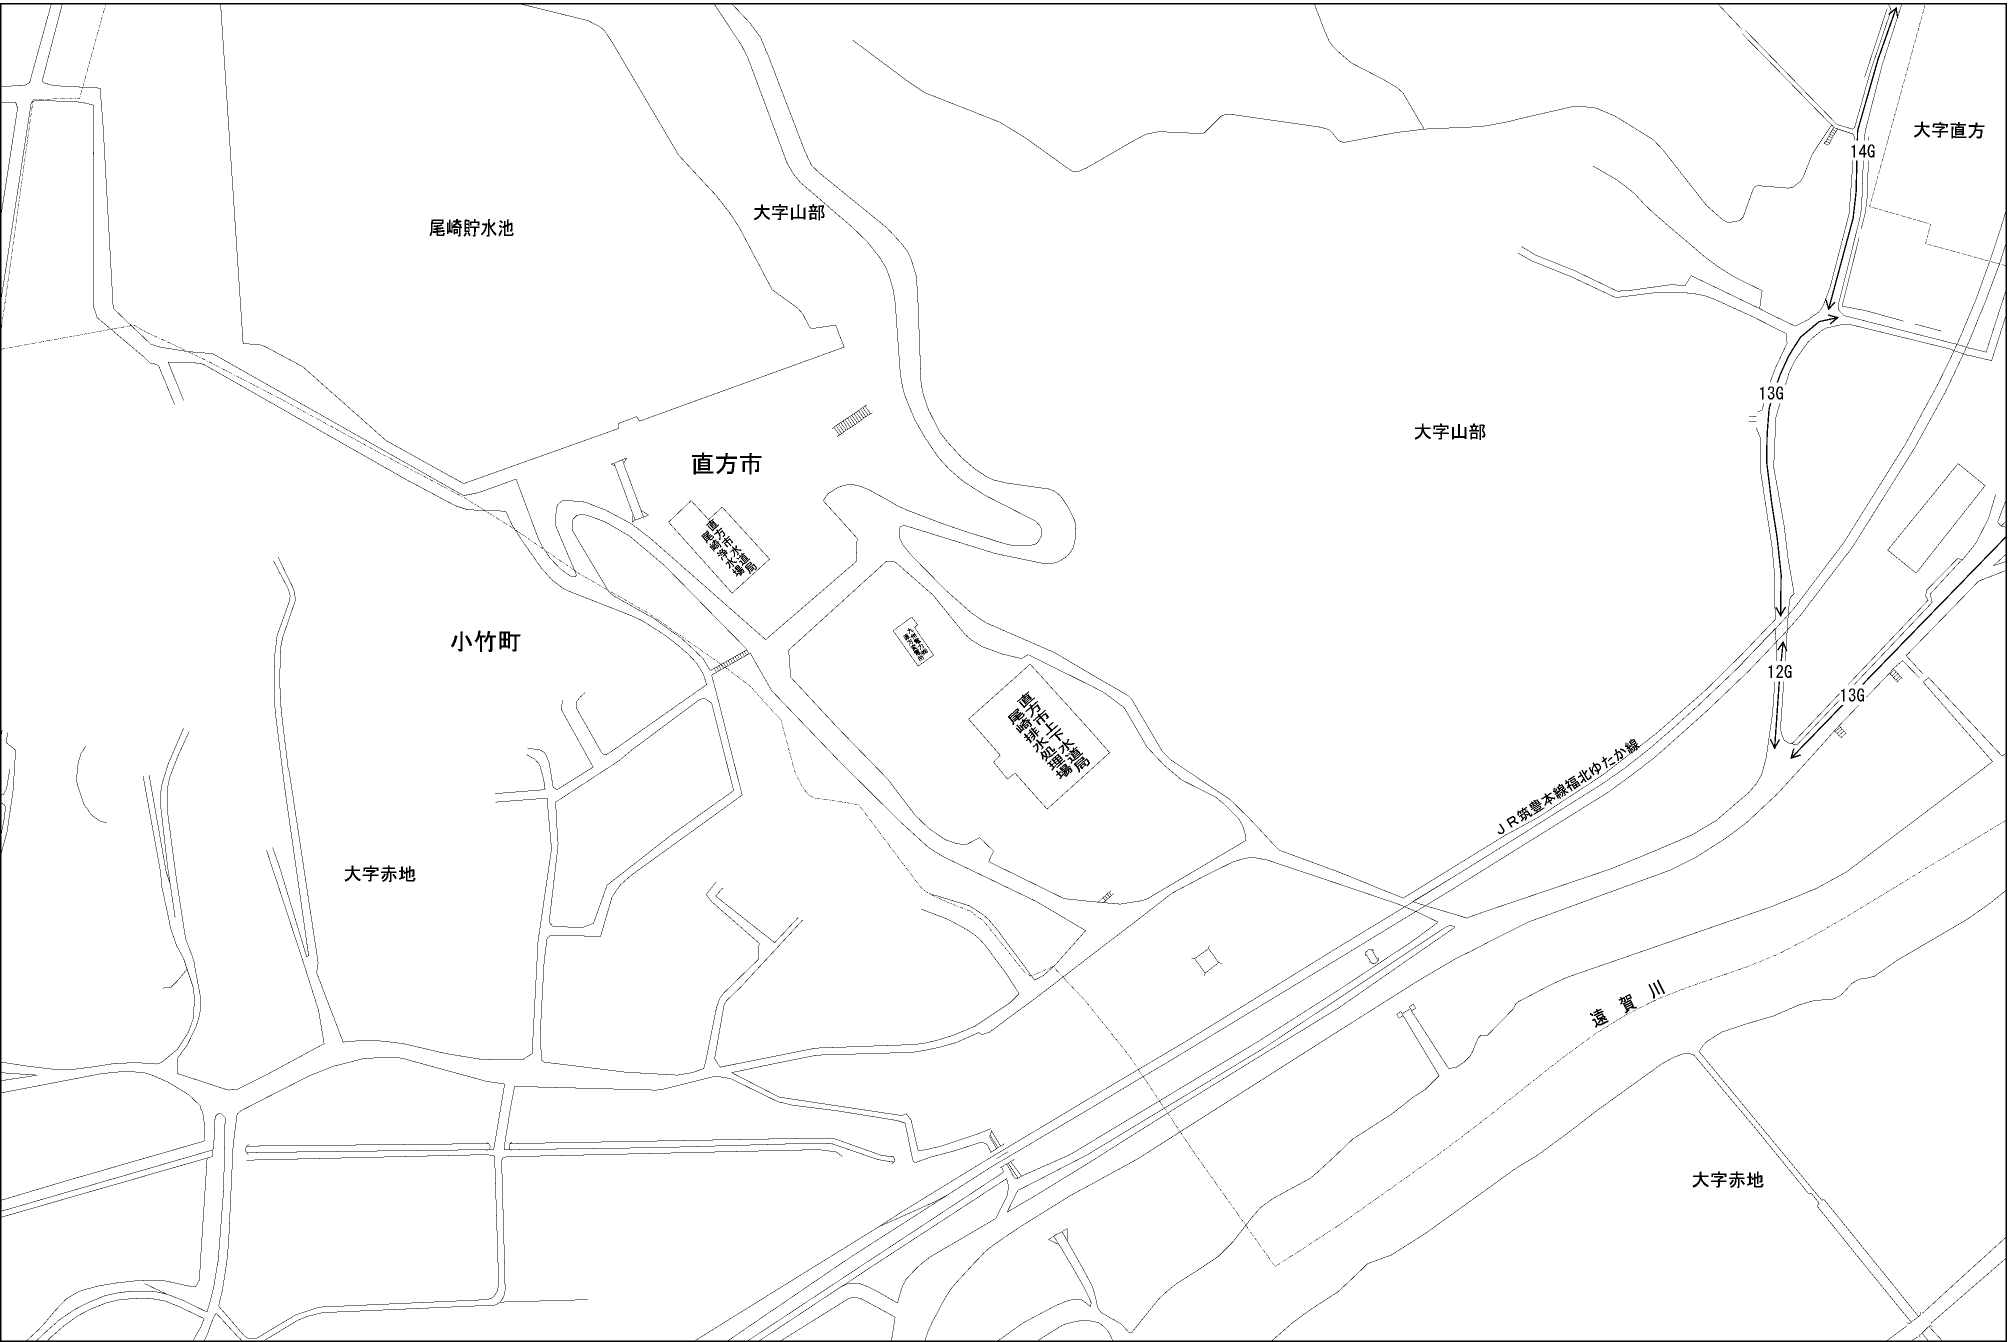 大字直方
14G
大字山部
尾崎貯水池
13G
大字山部
直方市
直方市水道局
尾崎浄水場
小竹町
12G
13G
直方市上下水道局
尾崎排水処理場
JR筑豊本線福北ゆたか線
大字赤地
遠賀川
大字赤地